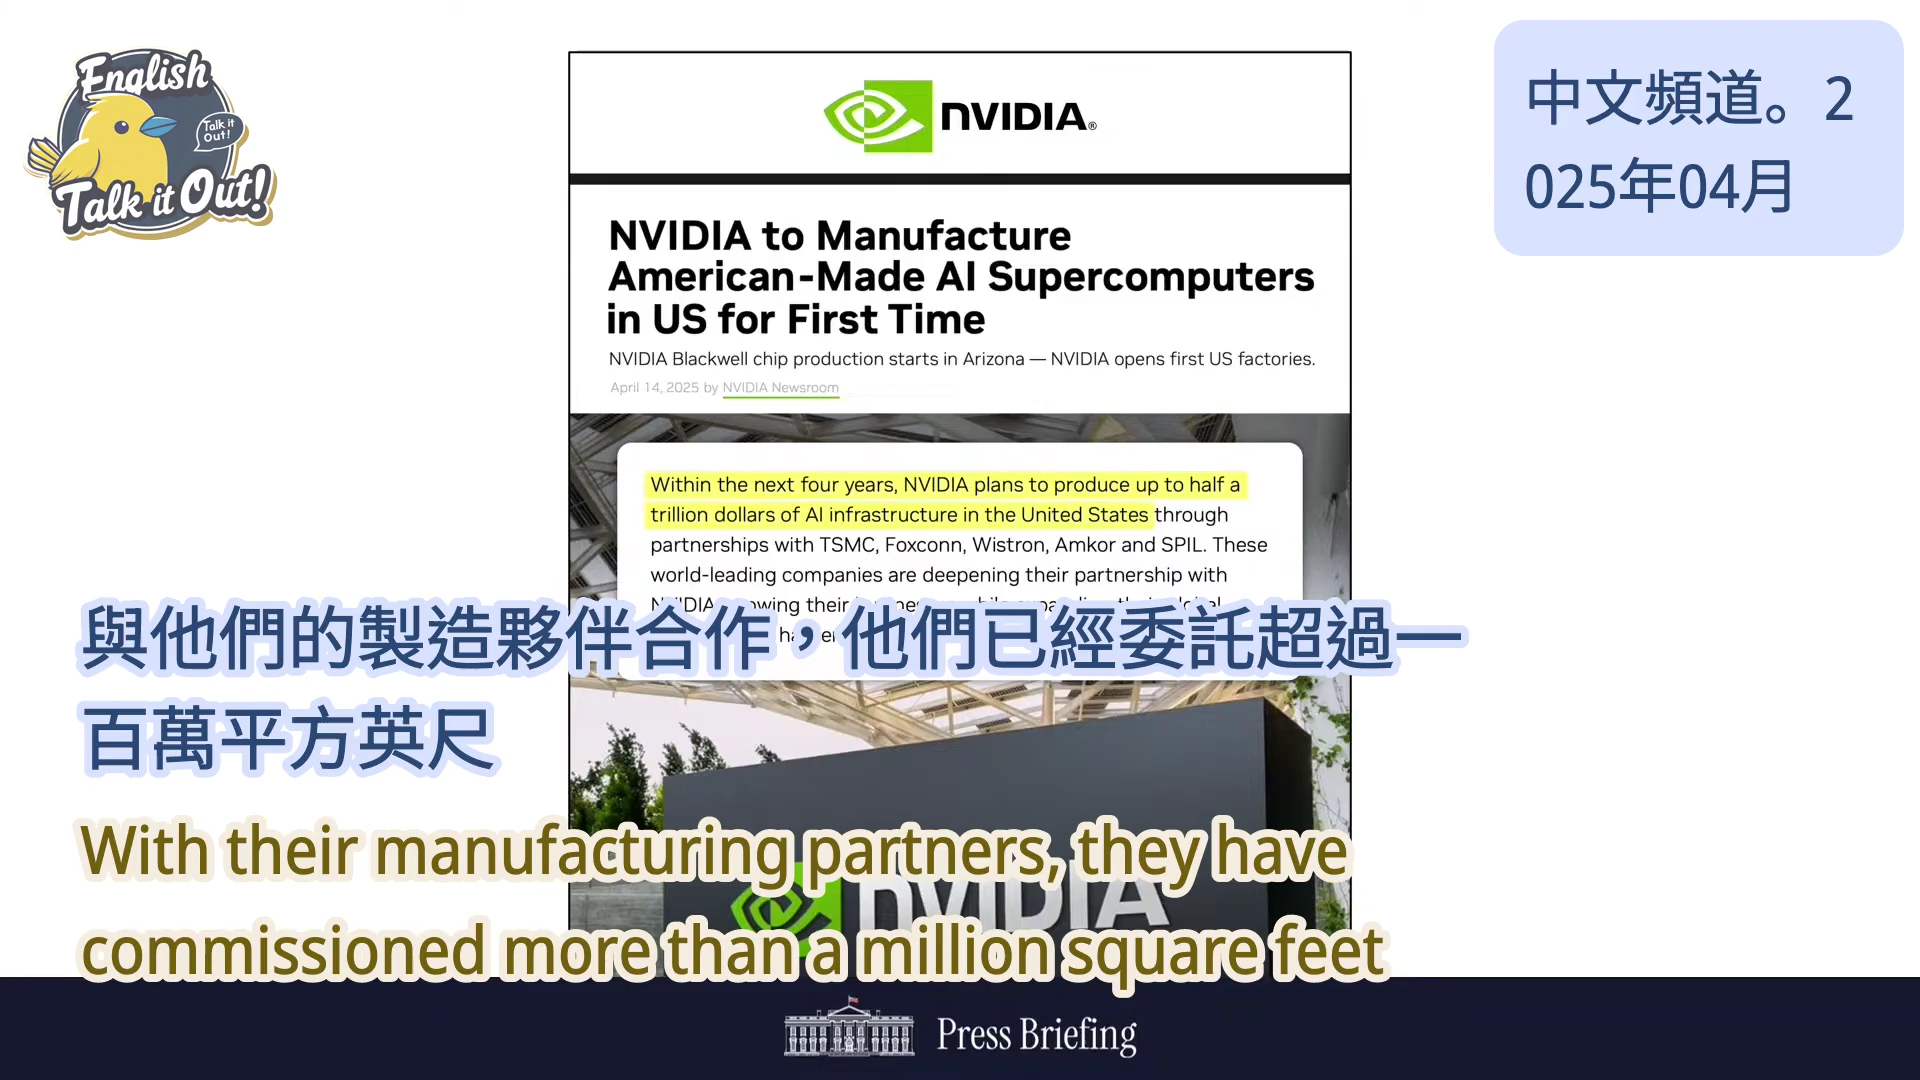 English
Talk it
out!
Talk it Out!
中文頻道。2
025年04月
NVIDIA®
NVIDIA to Manufacture
American-Made AI Supercomputers
in US for First Time
NVIDIA Blackwell chip production starts in Arizona — NVIDIA opens first US factories.
April 14, 2025 by NVIDIA Newsroom
Within the next four years, NVIDIA plans to produce up to half a
trillion dollars of AI infrastructure in the United States through
partnerships with TSMC, Foxconn, Wistron, Amkor and SPIL. These
world-leading companies are deepening their partnership with
與他們的製造夥伴合作，他們已經委託超過一
百萬平方英尺
With their manufacturing partners, they have
nVIDIA
commissioned more than a million square feet
Press Briefing